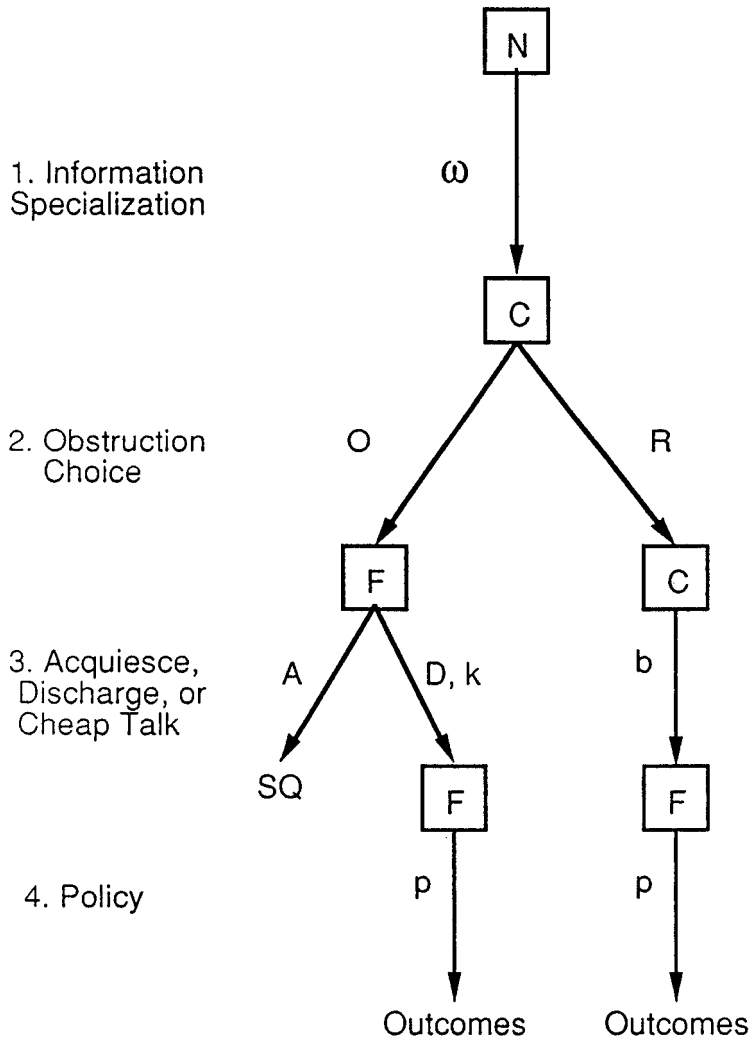 N
1. Information
Specialization
ω
C
2. Obstruction
Choice
O
R
F
C
3. Acquiesce,
Discharge, or
Cheap Talk
A
D, k
b
SQ
F
F
4. Policy
p
p
Outcomes
Outcomes